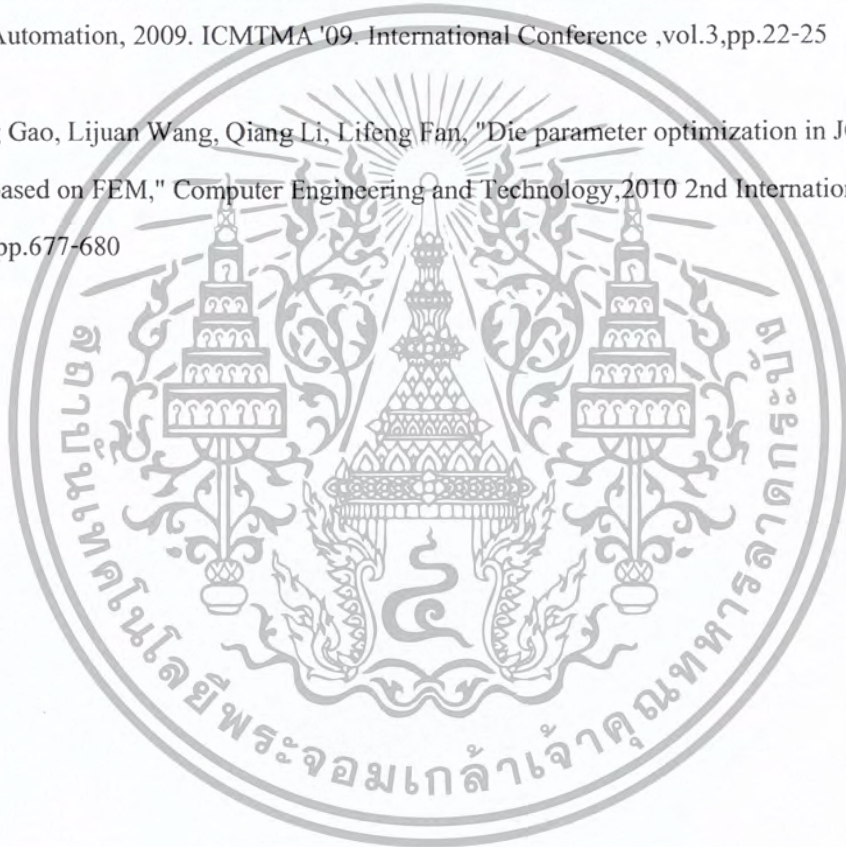 Automation, 2009. ICMTMA '09. International Conference ,vol.3,pp.22-25
Gao, Lijuan Wang, Qiang Li, Lifeng Fan, "Die parameter optimization in
based on FEM," Computer Engineering and Technology,2010 2nd
pp.677-680
๔
สถาบันเทคโนโลยีพระจอมเกล้าเจ้าคุณทหารลาดกระบัง